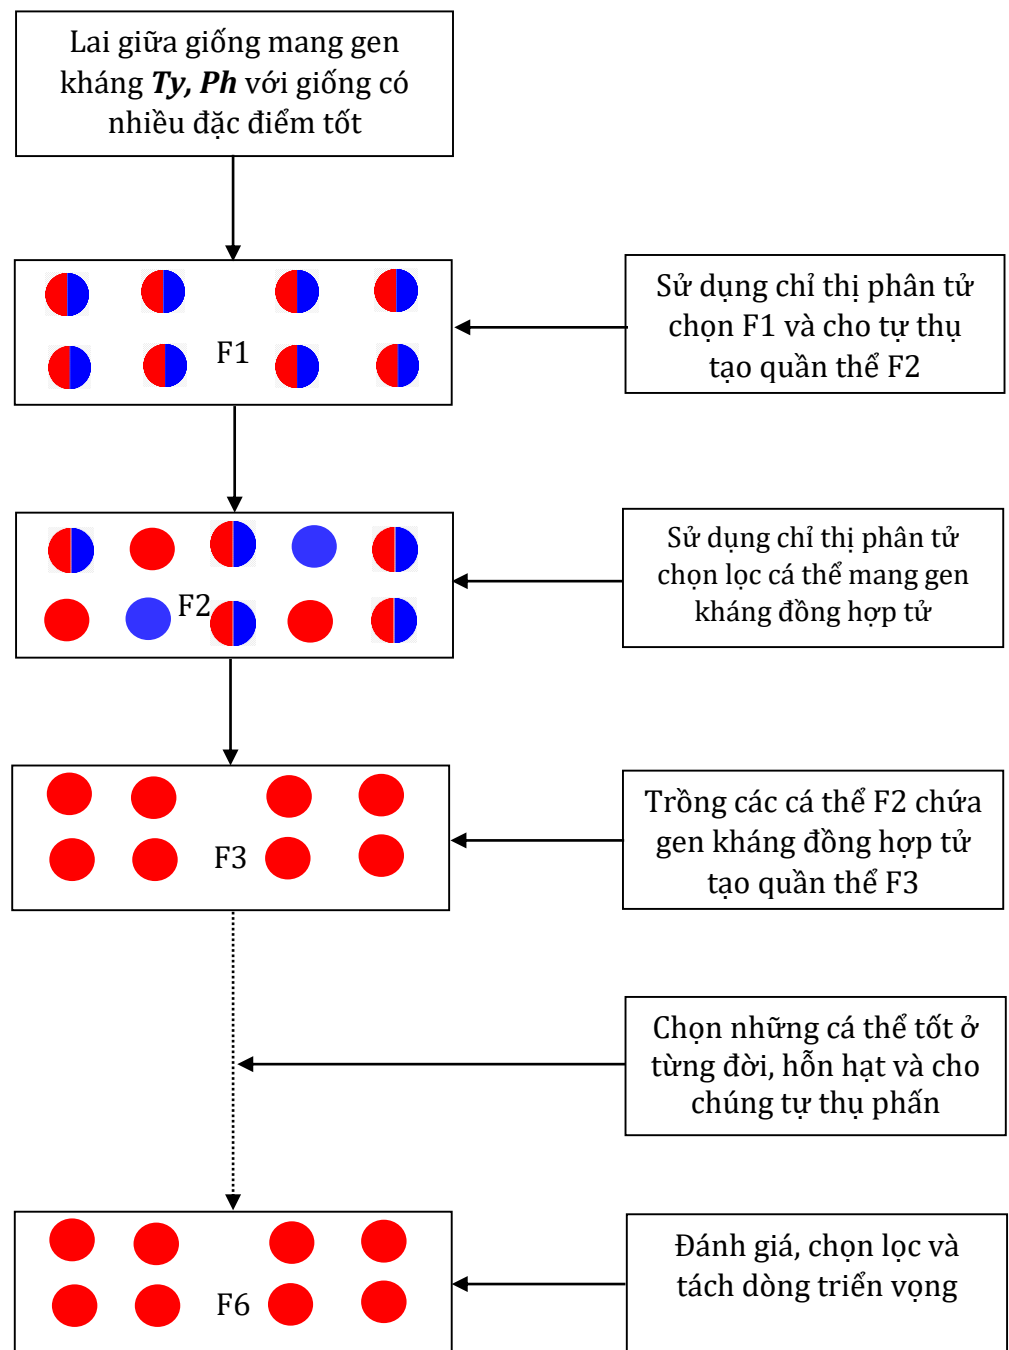 Lai giữa giống mang gen
kháng Ty, Ph với giống có
nhiều đặc điểm tốt
F1
Sử dụng chỉ thị phân tử
chọn F1 và cho tự thụ
tạo quần thể F2
F2
Sử dụng chỉ thị phân tử
chọn lọc cá thể mang gen
kháng đồng hợp tử
F3
Trồng các cá thể F2 chứa
gen kháng đồng hợp tử
tạo quần thể F3
Chọn những cá thể tốt ở
từng đời, hỗn hạt và cho
chúng tự thụ phấn
F6
Đánh giá, chọn lọc và
tách dòng triển vọng